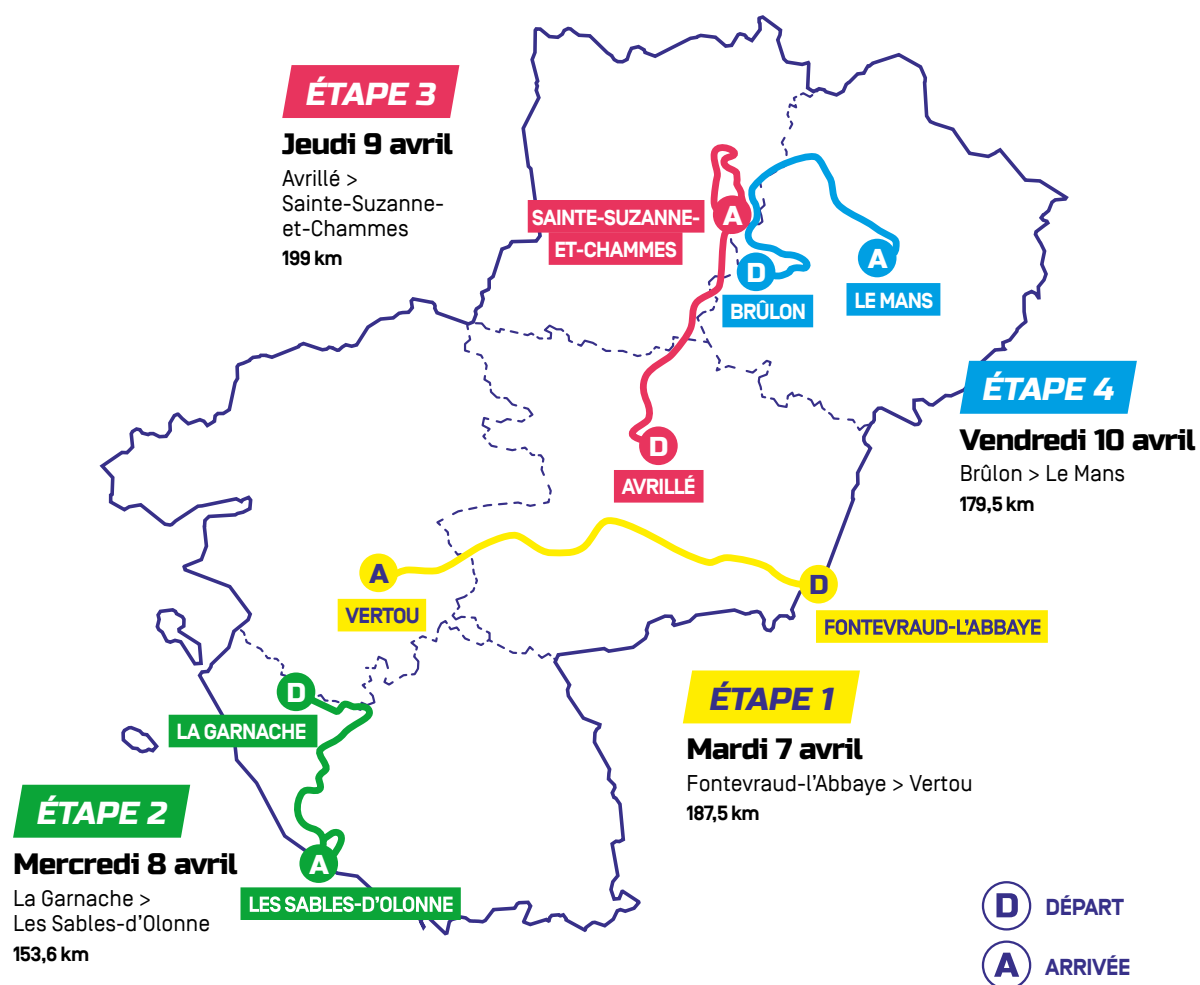 ÉTAPE 3
Jeudi 9 avril
Avrillé >
Sainte-Suzanne-
et-Chammes
199 km
SAINTE-SUZANNE-
ET-CHAMMES
A
D
BRÛLON
A
LE MANS
D
AVRILLÉ
ÉTAPE 4
Vendredi 10 avril
Brûlon > Le Mans
179,5 km
A
VERTOU
D
FONTEVRAUD-L'ABBAYE
ÉTAPE 1
Mardi 7 avril
Fontevraud-l'Abbaye > Vertou
187,5 km
D
LA GARNACHE
A
LES SABLES-D'OLONNE
ÉTAPE 2
Mercredi 8 avril
La Garnache >
Les Sables-d'Olonne
153,6 km
D DÉPART
A ARRIVÉE